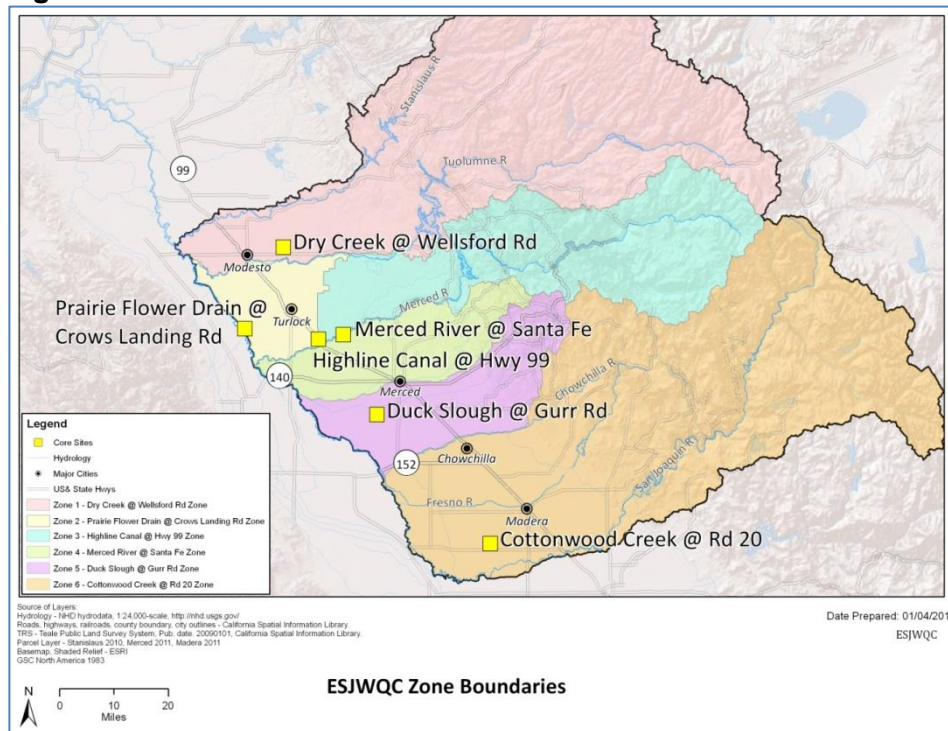 Stanislaus R
99
Tuolumne R
Dry Creek @ Wellsford Rd
Modesto
Prairie Flower Drain @
Crows Landing Rd
Turlock
Merced R
Merced River @ Santa Fe
Highline Canal @ Hwy 99
140
Merced
Duck Slough @ Gurr Rd
Chowchilla R
152
Chowchilla
San Joaquin R
Fresno R
Madera
Cottonwood Creek @ Rd 20
Legend
Core Sites
Hydrology
Major Cities
US& State Hwys
Zone 1 - Dry Creek @ Wellsford Rd Zone
Zone 2 - Prairie Flower Drain @ Crows Landing Rd Zone
Zone 3 - Highline Canal @ Hwy 99 Zone
Zone 4 - Merced River @ Santa Fe Zone
Zone 5 - Duck Slough @ Gurr Rd Zone
Zone 6 - Cottonwood Creek @ Rd 20 Zone
Source of Layers:
Hydrology - NHD hydrodata, 1:24,000-scale, http://nhd.usgs.gov/
Roads, highways, railroads, county boundary, city outlines - California Spatial Information Library.
TRS - Teale Public Land Survey System, Pub. date. 20090101, California Spatial Information Library.
Parcel Layer - Stanislaus 2010, Merced 2011, Madera 2011
Basemap, Shaded Relief - ESRI
GSC North America 1983
Date Prepared: 01/04/201
ESJWQC
N
0 10 20
Miles
ESJWQC Zone Boundaries